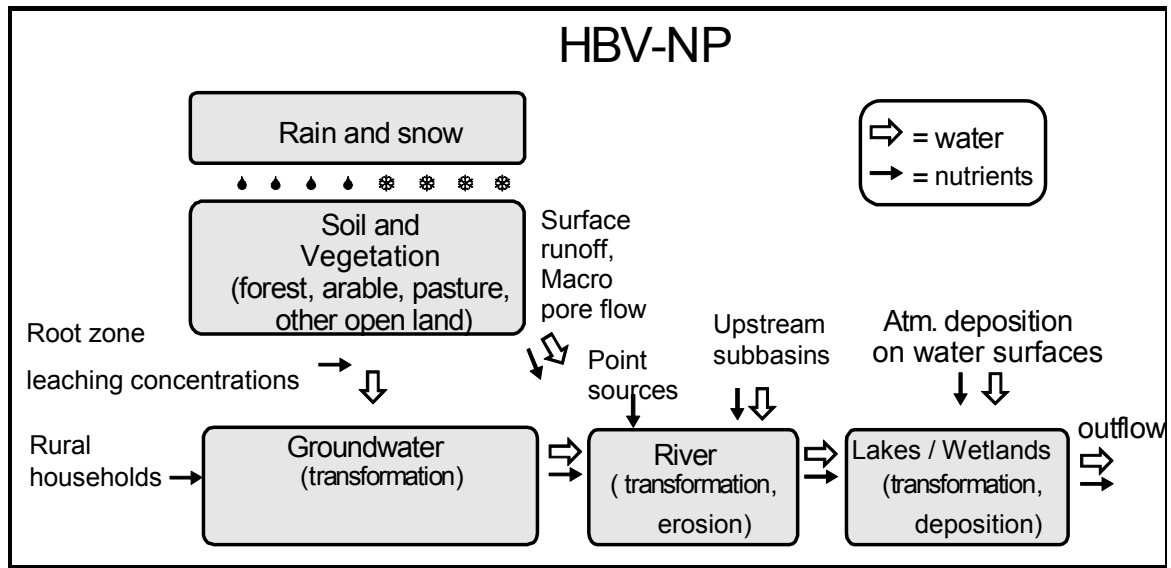 HBV-NP
Rain and snow
= water
= nutrients
Soil and
Vegetation
(forest, arable, pasture,
other open land)
Surface
runoff,
Macro
pore flow
Root zone
leaching concentrations
Point
sources
Upstream
subbasins
Atm. deposition
on water surfaces
Rural
households
Groundwater
(transformation)
River
( transformation,
erosion)
Lakes / Wetlands
(transformation,
deposition)
outflow